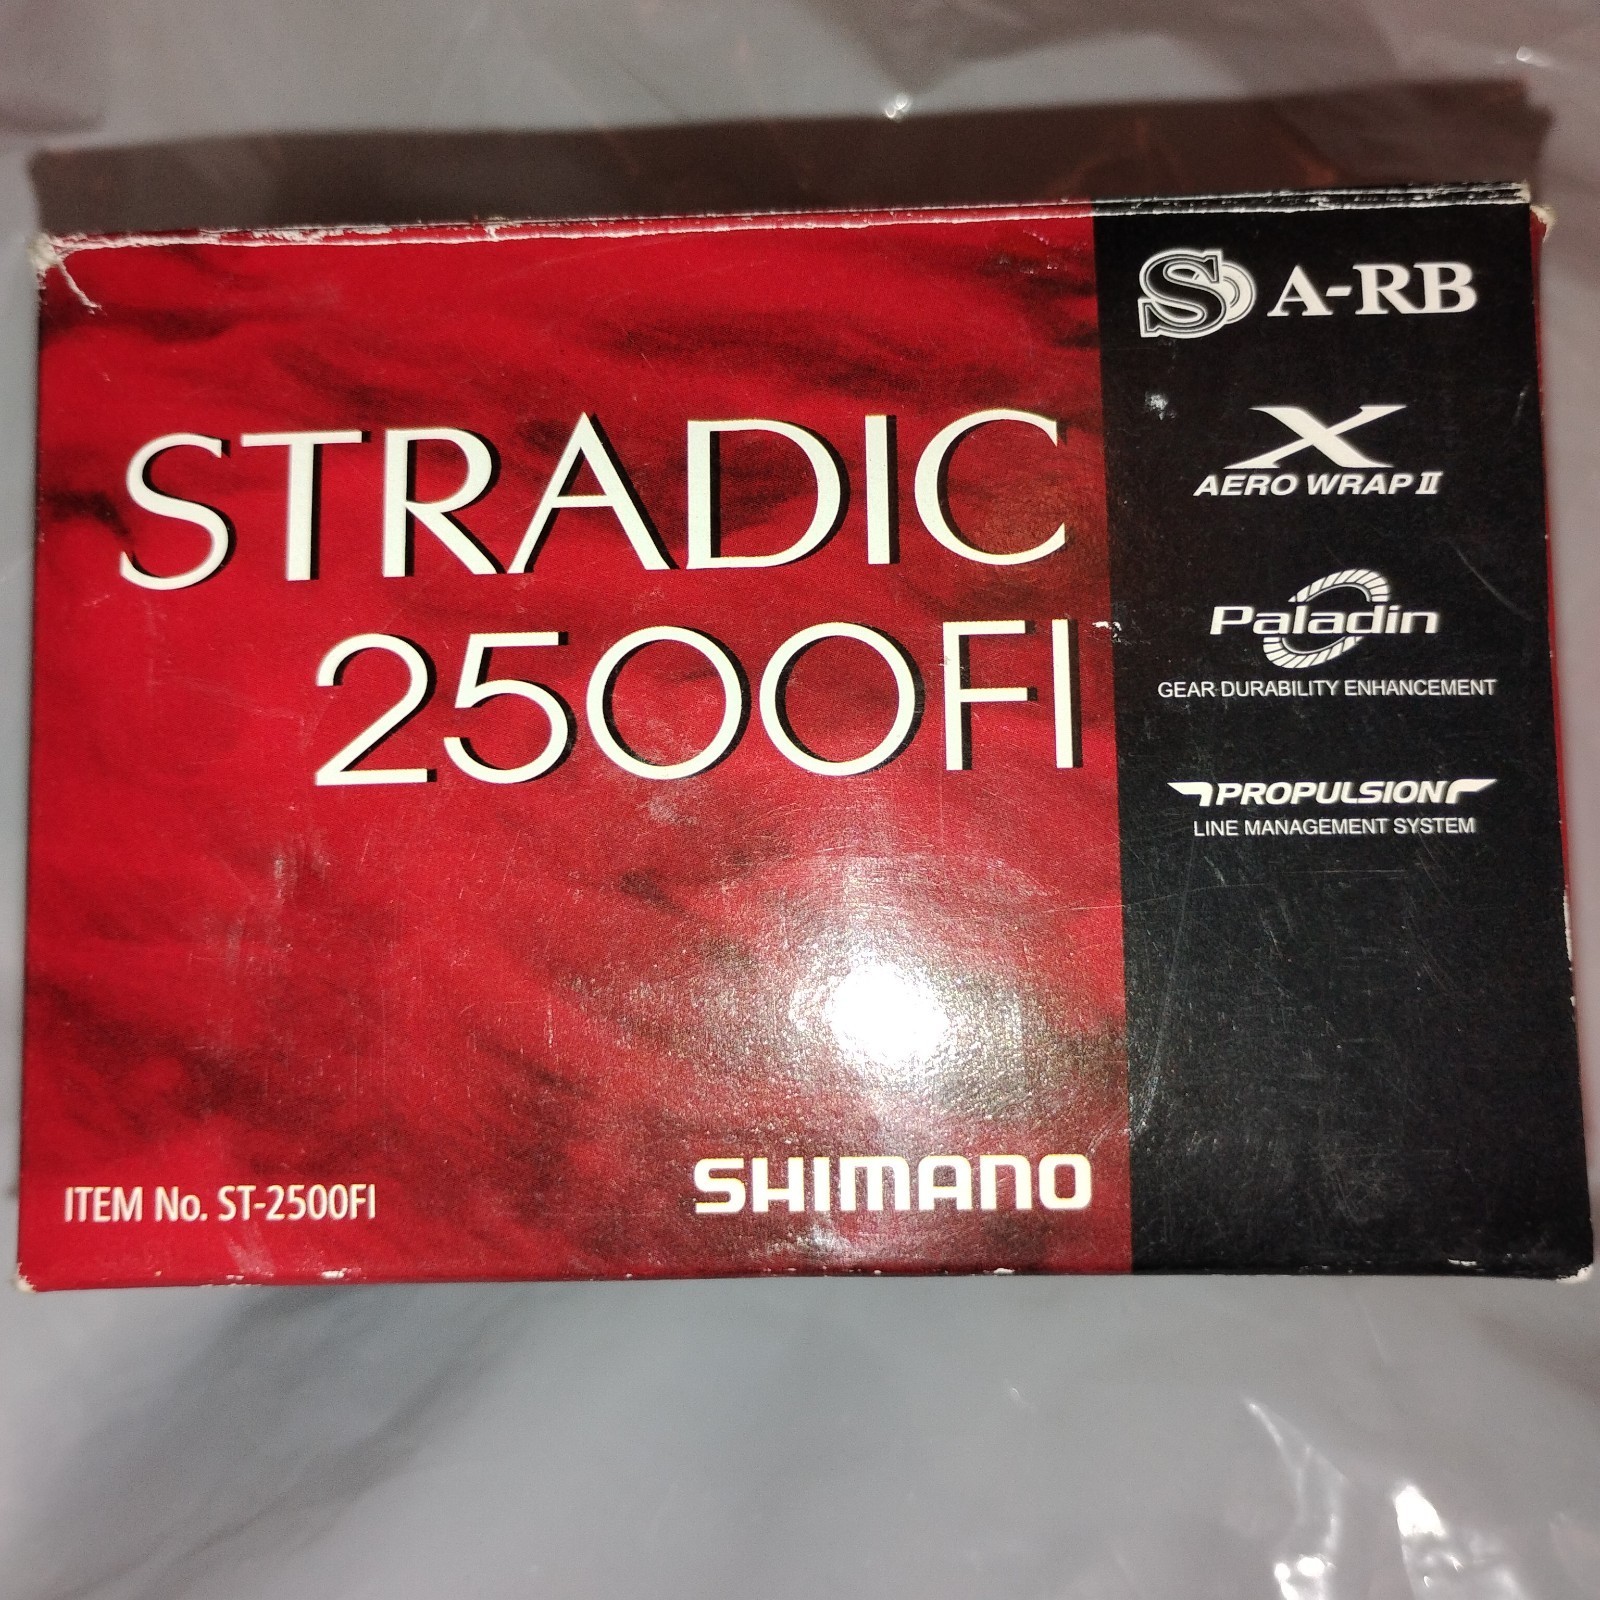 STRADIC
2500FI
ITEM No. ST-2500FI
SHIMANO
S A-RB
X
AERO WRAP II
Paladin
GEAR DURABILITY ENHANCEMENT
PROPULSION
LINE MANAGEMENT SYSTEM